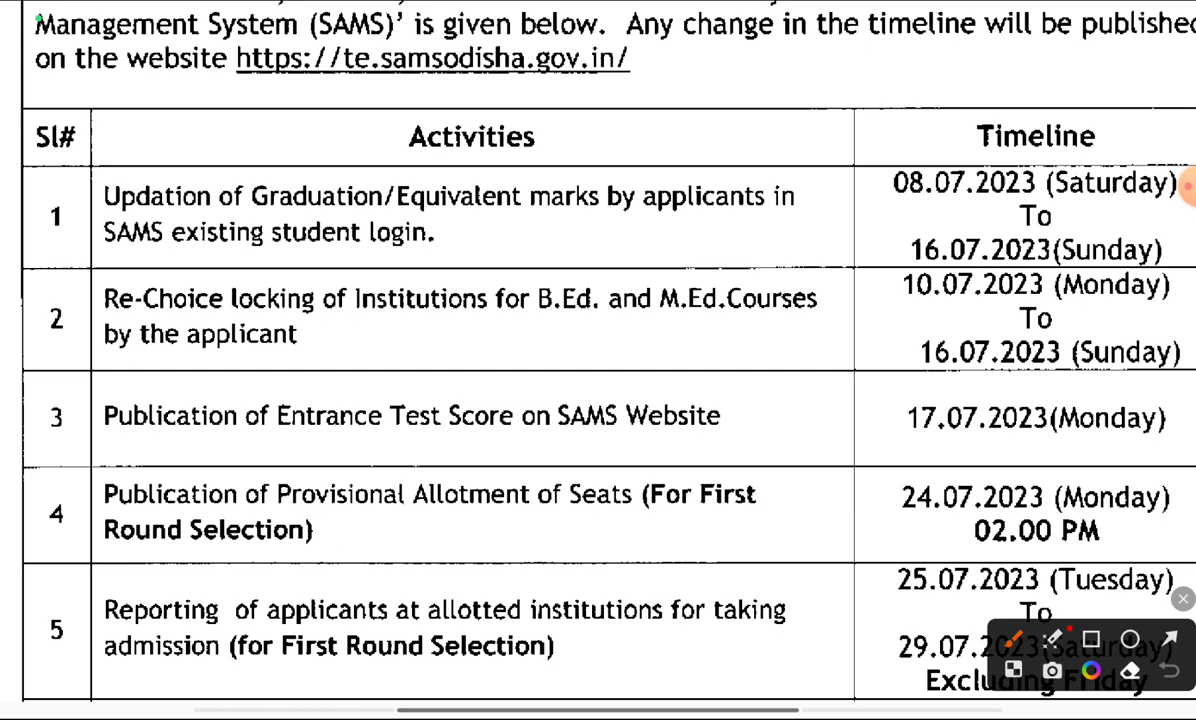 Management System (SAMS)’ is given below. Any change in the timeline will be published
on the website https://te.samsodisha.gov.in/
Sl# Activities Timeline
1 Updation of Graduation/Equivalent marks by applicants in
SAMS existing student login.
08.07.2023 (Saturday)
To
16.07.2023(Sunday)
2 Re-Choice locking of Institutions for B.Ed. and M.Ed.Courses
by the applicant
10.07.2023 (Monday)
To
16.07.2023 (Sunday)
3 Publication of Entrance Test Score on SAMS Website 17.07.2023(Monday)
4 Publication of Provisional Allotment of Seats (For First
Round Selection)
24.07.2023 (Monday)
02.00 PM
5 Reporting of applicants at allotted institutions for taking
admission (for First Round Selection)
25.07.2023 (Tuesday)
To
29.07.2023(Saturday)
Excluding Friday